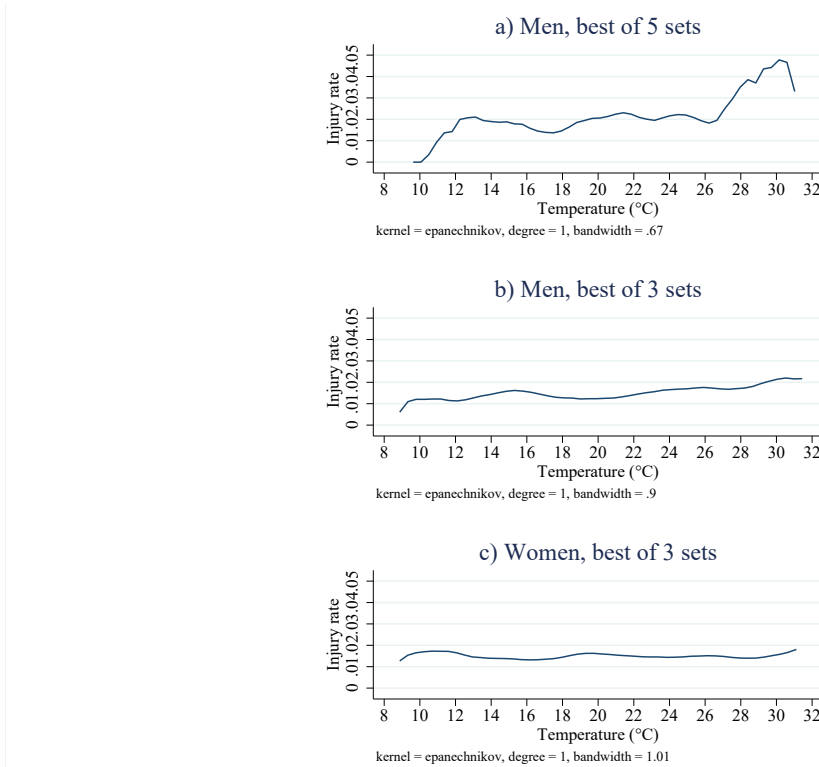 a) Men, best of 5 sets
Injury rate
0 .01.02.03.04.05
8 10 12 14 16 18 20 22 24 26 28 30 32
Temperature (°C)
kernel = epanechnikov, degree = 1, bandwidth = .67
b) Men, best of 3 sets
Injury rate
0 .01.02.03.04.05
8 10 12 14 16 18 20 22 24 26 28 30 32
Temperature (°C)
kernel = epanechnikov, degree = 1, bandwidth = .9
c) Women, best of 3 sets
Injury rate
0 .01.02.03.04.05
8 10 12 14 16 18 20 22 24 26 28 30 32
Temperature (°C)
kernel = epanechnikov, degree = 1, bandwidth = 1.01